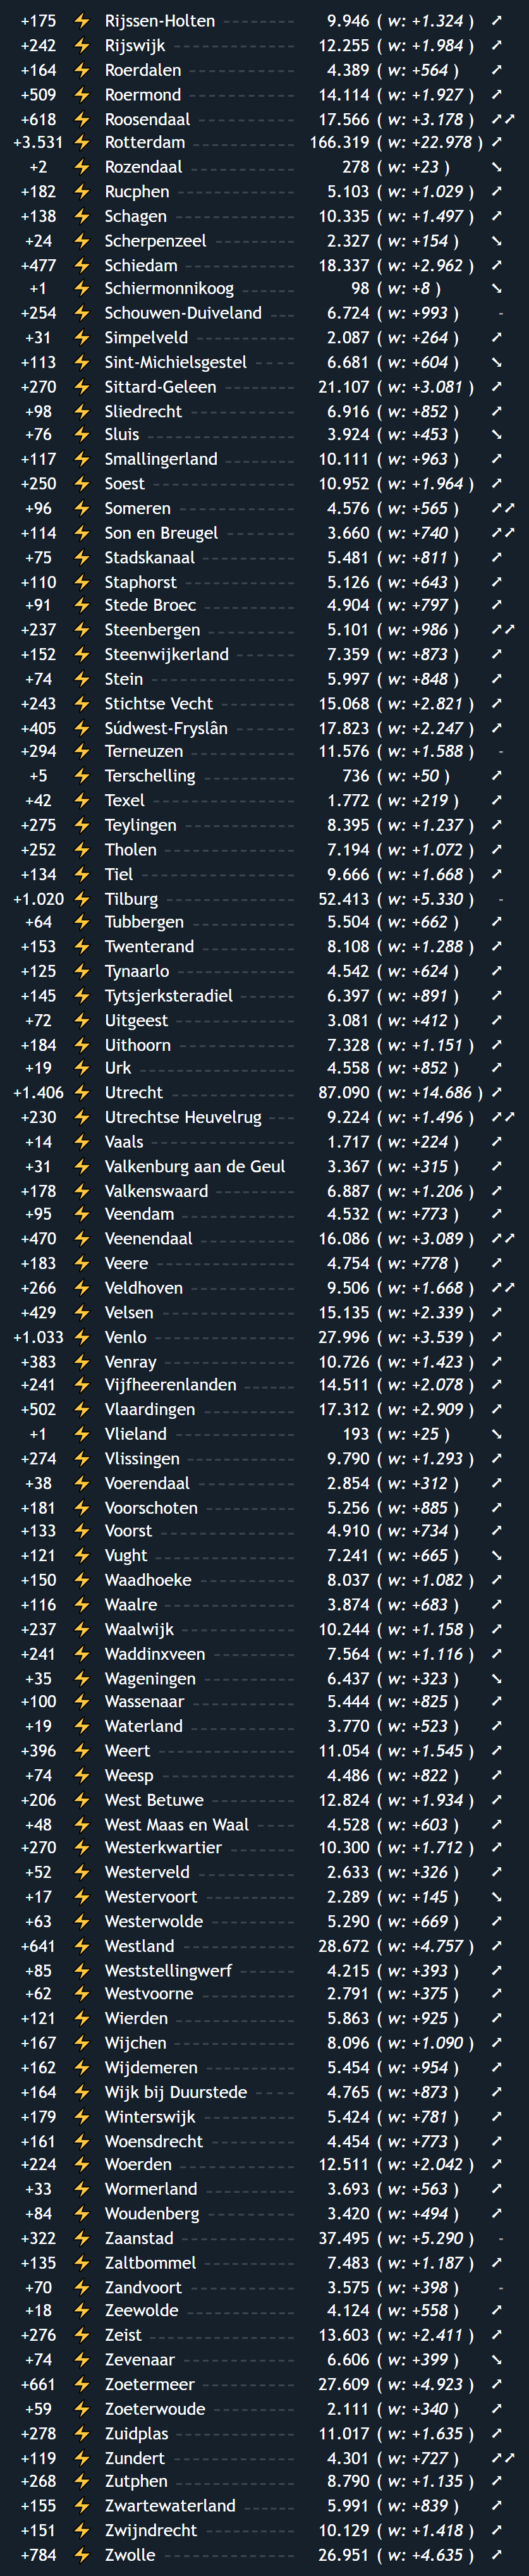 +175 ⚡ Rijssen-Holten 9.946 ( w: +1.324 ) ➚
+242 ⚡ Rijswijk 12.255 ( w: +1.984 ) ➚
+164 ⚡ Roerdalen 4.389 ( w: +564 ) ➚
+509 ⚡ Roermond 14.114 ( w: +1.927 ) ➚
+618 ⚡ Roosendaal 17.566 ( w: +3.178 ) ➚➚
+3.531 ⚡ Rotterdam 166.319 ( w: +22.978 ) ➚
+2 ⚡ Rozendaal 278 ( w: +23 ) ➘
+182 ⚡ Rucphen 5.103 ( w: +1.029 ) ➚
+138 ⚡ Schagen 10.335 ( w: +1.497 ) ➚
+24 ⚡ Scherpenzeel 2.327 ( w: +154 ) ➘
+477 ⚡ Schiedam 18.337 ( w: +2.962 ) ➚
+1 ⚡ Schiermonnikoog 98 ( w: +8 ) ➘
+254 ⚡ Schouwen-Duiveland 6.724 ( w: +993 ) -
+31 ⚡ Simpelveld 2.087 ( w: +264 ) ➚
+113 ⚡ Sint-Michielsgestel 6.681 ( w: +604 ) ➘
+270 ⚡ Sittard-Geleen 21.107 ( w: +3.081 ) ➚
+98 ⚡ Sliedrecht 6.916 ( w: +852 ) ➚
+76 ⚡ Sluis 3.924 ( w: +453 ) ➘
+117 ⚡ Smallingerland 10.111 ( w: +963 ) ➚
+250 ⚡ Soest 10.952 ( w: +1.964 ) ➚
+96 ⚡ Someren 4.576 ( w: +565 ) ➚➚
+114 ⚡ Son en Breugel 3.660 ( w: +740 ) ➚➚
+75 ⚡ Stadskanaal 5.481 ( w: +811 ) ➚
+110 ⚡ Staphorst 5.126 ( w: +643 ) ➚
+91 ⚡ Stede Broec 4.904 ( w: +797 ) ➚
+237 ⚡ Steenbergen 5.101 ( w: +986 ) ➚➚
+152 ⚡ Steenwijkerland 7.359 ( w: +873 ) ➚
+74 ⚡ Stein 5.997 ( w: +848 ) ➚
+243 ⚡ Stichtse Vecht 15.068 ( w: +2.821 ) ➚
+405 ⚡ Súdwest-Fryslân 17.823 ( w: +2.247 ) ➚
+294 ⚡ Terneuzen 11.576 ( w: +1.588 ) -
+5 ⚡ Terschelling 736 ( w: +50 ) ➚
+42 ⚡ Texel 1.772 ( w: +219 ) ➚
+275 ⚡ Teylingen 8.395 ( w: +1.237 ) ➚
+252 ⚡ Tholen 7.194 ( w: +1.072 ) ➚
+134 ⚡ Tiel 9.666 ( w: +1.668 ) ➚
+1.020 ⚡ Tilburg 52.413 ( w: +5.330 ) -
+64 ⚡ Tubbergen 5.504 ( w: +662 ) ➚
+153 ⚡ Twenterand 8.108 ( w: +1.288 ) ➚
+125 ⚡ Tynaarlo 4.542 ( w: +624 ) ➚
+145 ⚡ Tytsjerksteradiel 6.397 ( w: +891 ) ➚
+72 ⚡ Uitgeest 3.081 ( w: +412 ) ➚
+184 ⚡ Uithoorn 7.328 ( w: +1.151 ) ➚
+19 ⚡ Urk 4.558 ( w: +852 ) ➚
+1.406 ⚡ Utrecht 87.090 ( w: +14.686 ) ➚
+230 ⚡ Utrechtse Heuvelrug 9.224 ( w: +1.496 ) ➚➚
+14 ⚡ Vaals 1.717 ( w: +224 ) ➚
+31 ⚡ Valkenburg aan de Geul 3.367 ( w: +315 ) ➚
+178 ⚡ Valkenswaard 6.887 ( w: +1.206 ) ➚
+95 ⚡ Veendam 4.532 ( w: +773 ) ➚
+470 ⚡ Veenendaal 16.086 ( w: +3.089 ) ➚➚
+183 ⚡ Veere 4.754 ( w: +778 ) ➚
+266 ⚡ Veldhoven 9.506 ( w: +1.668 ) ➚➚
+429 ⚡ Velsen 15.135 ( w: +2.339 ) ➚
+1.033 ⚡ Venlo 27.996 ( w: +3.539 ) ➚
+383 ⚡ Venray 10.726 ( w: +1.423 ) ➚
+241 ⚡ Vijfheerenlanden 14.511 ( w: +2.078 ) ➚
+502 ⚡ Vlaardingen 17.312 ( w: +2.909 ) ➚
+1 ⚡ Vlieland 193 ( w: +25 ) ➘
+274 ⚡ Vlissingen 9.790 ( w: +1.293 ) ➚
+38 ⚡ Voerendaal 2.854 ( w: +312 ) ➚
+181 ⚡ Voorschoten 5.256 ( w: +885 ) ➚
+133 ⚡ Voorst 4.910 ( w: +734 ) ➚
+121 ⚡ Vught 7.241 ( w: +665 ) ➘
+150 ⚡ Waadhoeke 8.037 ( w: +1.082 ) ➚
+116 ⚡ Waalre 3.874 ( w: +683 ) ➚
+237 ⚡ Waalwijk 10.244 ( w: +1.158 ) ➚
+241 ⚡ Waddinxveen 7.564 ( w: +1.116 ) ➚
+35 ⚡ Wageningen 6.437 ( w: +323 ) ➘
+100 ⚡ Wassenaar 5.444 ( w: +825 ) ➚
+19 ⚡ Waterland 3.770 ( w: +523 ) ➚
+396 ⚡ Weert 11.054 ( w: +1.545 ) ➚
+74 ⚡ Weesp 4.486 ( w: +822 ) ➚
+206 ⚡ West Betuwe 12.824 ( w: +1.934 ) ➚
+48 ⚡ West Maas en Waal 4.528 ( w: +603 ) ➚
+270 ⚡ Westerkwartier 10.300 ( w: +1.712 ) ➚
+52 ⚡ Westerveld 2.633 ( w: +326 ) ➚
+17 ⚡ Westervoort 2.289 ( w: +145 ) ➘
+63 ⚡ Westerwolde 5.290 ( w: +669 ) ➚
+641 ⚡ Westland 28.672 ( w: +4.757 ) ➚
+85 ⚡ Weststellingwerf 4.215 ( w: +393 ) ➚
+62 ⚡ Westvoorne 2.791 ( w: +375 ) ➚
+121 ⚡ Wierden 5.863 ( w: +925 ) ➚
+167 ⚡ Wijchen 8.096 ( w: +1.090 ) ➚
+162 ⚡ Wijdemeren 5.454 ( w: +954 ) ➚
+164 ⚡ Wijk bij Duurstede 4.765 ( w: +873 ) ➚
+179 ⚡ Winterswijk 5.424 ( w: +781 ) ➚
+161 ⚡ Woensdrecht 4.454 ( w: +773 ) ➚
+224 ⚡ Woerden 12.511 ( w: +2.042 ) ➚
+33 ⚡ Wormerland 3.693 ( w: +563 ) ➚
+84 ⚡ Woudenberg 3.420 ( w: +494 ) ➚
+322 ⚡ Zaanstad 37.495 ( w: +5.290 ) -
+135 ⚡ Zaltbommel 7.483 ( w: +1.187 ) ➚
+70 ⚡ Zandvoort 3.575 ( w: +398 ) -
+18 ⚡ Zeewolde 4.124 ( w: +558 ) ➚
+276 ⚡ Zeist 13.603 ( w: +2.411 ) ➚
+74 ⚡ Zevenaar 6.606 ( w: +399 ) ➘
+661 ⚡ Zoetermeer 27.609 ( w: +4.923 ) ➚
+59 ⚡ Zoeterwoude 2.111 ( w: +340 ) ➚
+278 ⚡ Zuidplas 11.017 ( w: +1.635 ) ➚
+119 ⚡ Zundert 4.301 ( w: +727 ) ➚➚
+268 ⚡ Zutphen 8.790 ( w: +1.135 ) ➚
+155 ⚡ Zwartewaterland 5.991 ( w: +839 ) ➚
+151 ⚡ Zwijndrecht 10.129 ( w: +1.418 ) ➚
+784 ⚡ Zwolle 26.951 ( w: +4.635 ) ➚